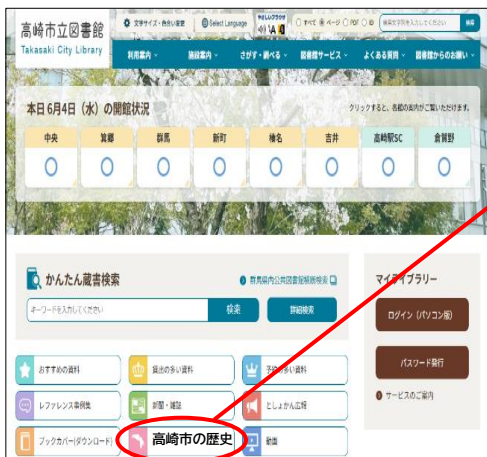 高崎市立図書館
Takasaki City Library
文字サイズ・色合い変更
Select Language
すべて ページ PDF ID
検索
利用案内
施設案内
さがす・調べる
図書館サービス
よくある質問
図書館からのお願い
本日 6月4日（水）の開館状況
クリックすると、各館の案内がご覧いただけます。
中央 箕郷 群馬 新町 榛名 吉井 高崎駅SC 倉賀野
かんたん蔵書検索
群馬県内公共図書館横断検索
キーワードを入力してください
検索
詳細検索
マイライブラリー
ログイン（パソコン版）
パスワード発行
サービスのご案内
おすすめの資料
貸出の多い資料
予約の多い資料
レファレンス事例集
新聞・雑誌
としょかん広報
ブックカバー(ダウンロード)
高崎市の歴史
動画